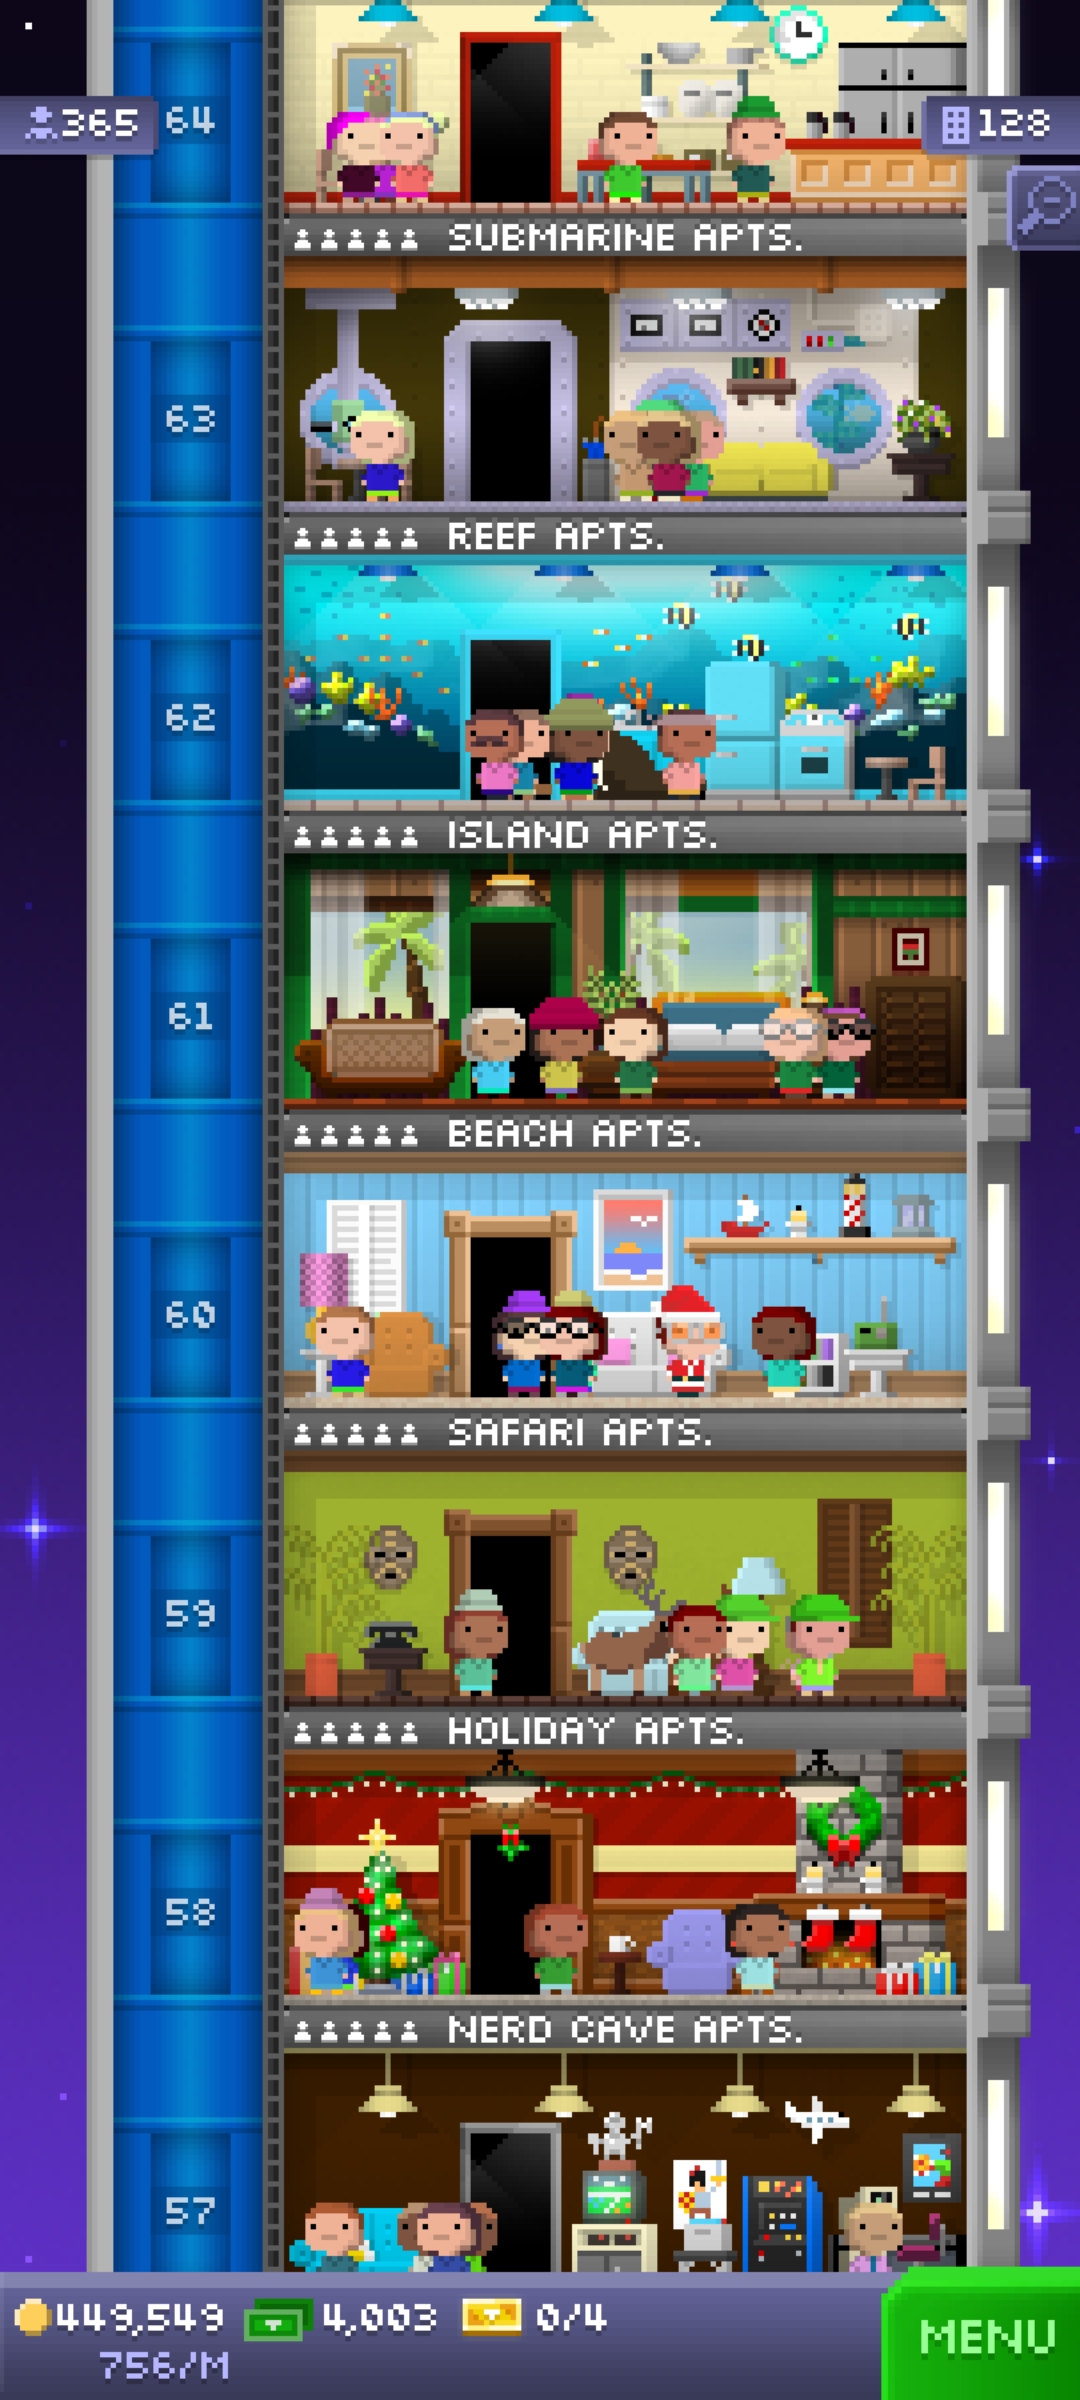 365
64
128
SUBMARINE APTS.
63
REEF APTS.
62
ISLAND APTS.
61
BEACH APTS.
60
SAFARI APTS.
59
HOLIDAY APTS.
58
NERD CAVE APTS.
57
449,549
4,003
0/4
756/M
MENU